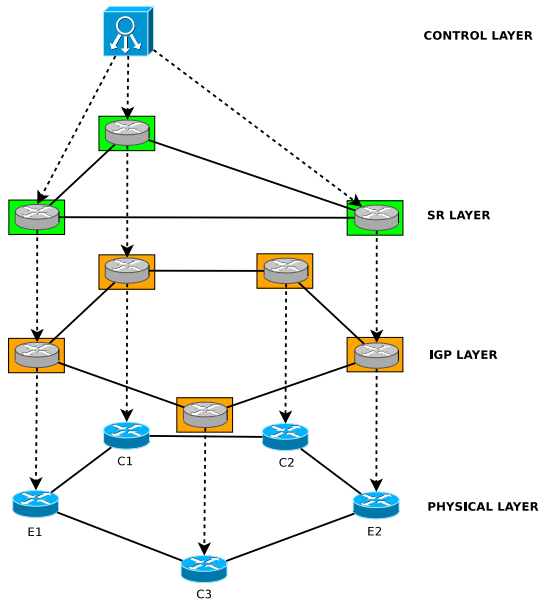 CONTROL LAYER
SR LAYER
IGP LAYER
C1
C2
E1
E2
PHYSICAL LAYER
C3